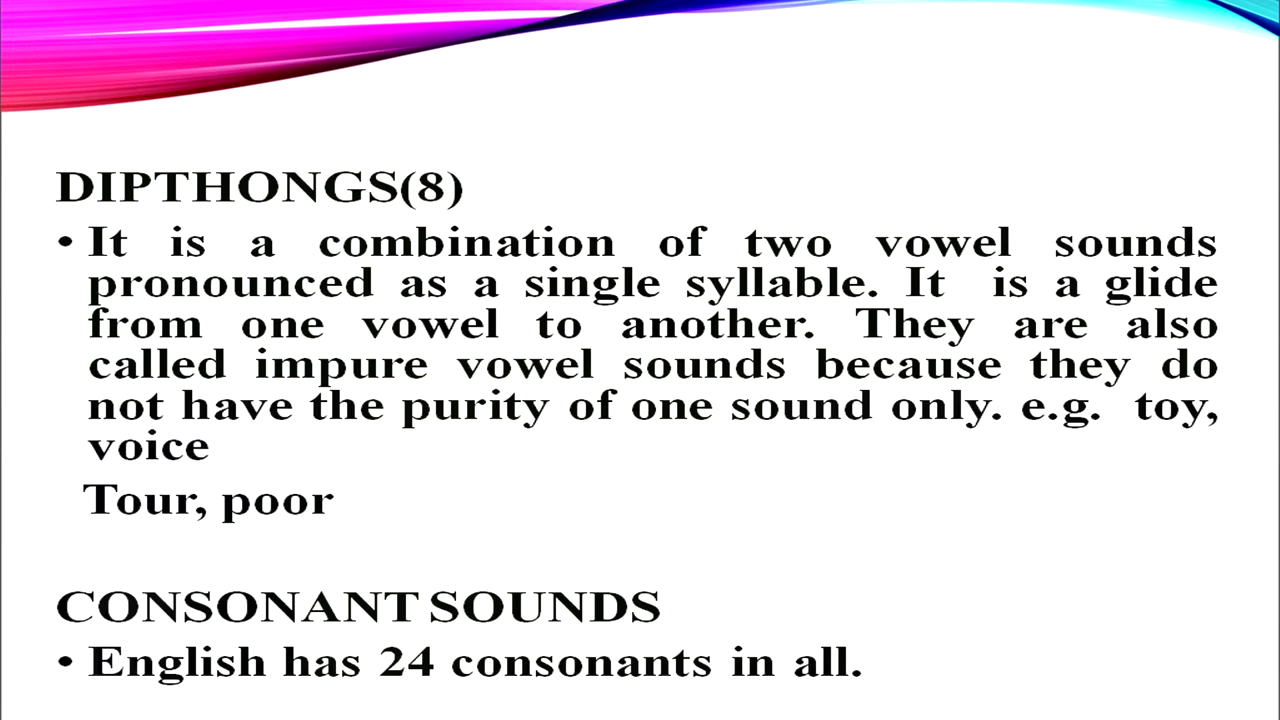 DIPTHONGS(8)
• It is a combination of two vowel sounds
pronounced as a single syllable. It is a glide
from one vowel to another. They are also
called impure vowel sounds because they do
not have the purity of one sound only. e.g. toy,
voice
Tour, poor
CONSONANT SOUNDS
• English has 24 consonants in all.